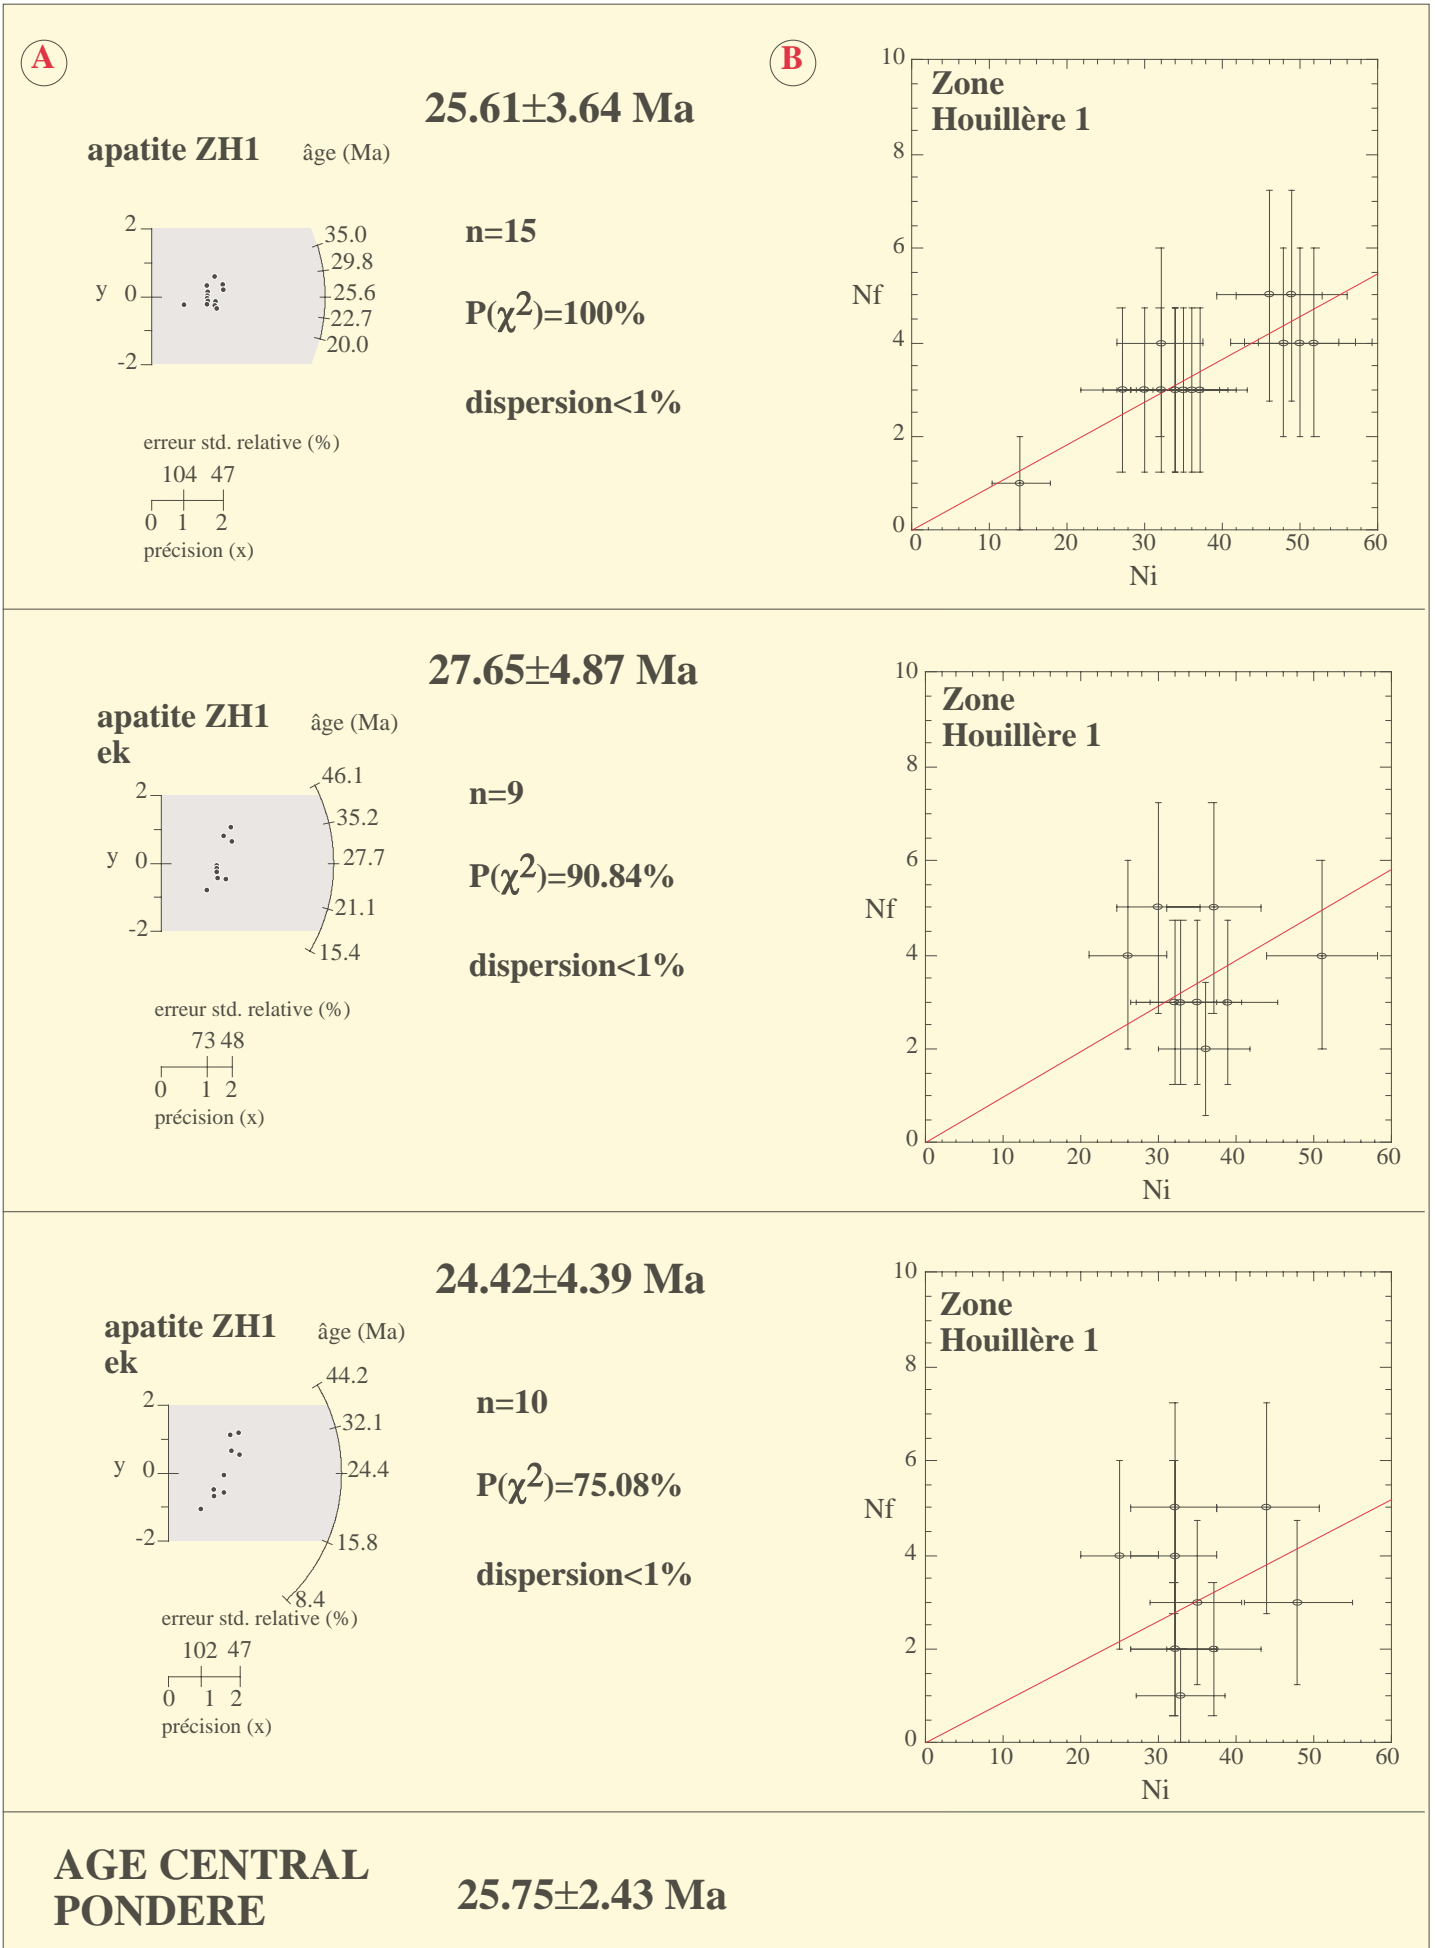 A
B
25.61±3.64 Ma
apatite ZH1
âge (Ma)
2
y 0
-2
35.0
29.8
25.6
22.7
20.0
n=15
P(χ2)=100%
dispersion<1%
erreur std. relative (%)
104 47
0 1 2
précision (x)
Zone
Houillère 1
10
8
6
Nf
4
2
0
0 10 20 30 40 50 60
Ni
27.65±4.87 Ma
apatite ZH1
ek
âge (Ma)
2
y 0
-2
46.1
35.2
27.7
21.1
15.4
n=9
P(χ2)=90.84%
dispersion<1%
erreur std. relative (%)
73 48
0 1 2
précision (x)
Zone
Houillère 1
10
8
6
Nf
4
2
0
0 10 20 30 40 50 60
Ni
24.42±4.39 Ma
apatite ZH1
ek
âge (Ma)
2
y 0
-2
44.2
32.1
24.4
15.8
8.4
n=10
P(χ2)=75.08%
dispersion<1%
erreur std. relative (%)
102 47
0 1 2
précision (x)
Zone
Houillère 1
10
8
6
Nf
4
2
0
0 10 20 30 40 50 60
Ni
AGE CENTRAL
PONDERE
25.75±2.43 Ma